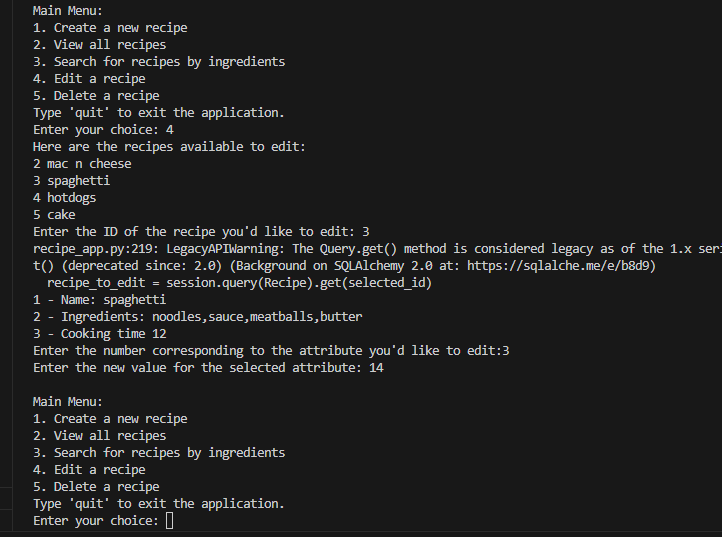 Main Menu:
1. Create a new recipe
2. View all recipes
3. Search for recipes by ingredients
4. Edit a recipe
5. Delete a recipe
Type 'quit' to exit the application.
Enter your choice: 4
Here are the recipes available to edit:
2 mac n cheese
3 spaghetti
4 hotdogs
5 cake
Enter the ID of the recipe you'd like to edit: 3
recipe_app.py:219: LegacyAPIWarning: The Query.get() method is considered legacy as of the 1.x seri
t() (deprecated since: 2.0) (Background on SQLAlchemy 2.0 at: https://sqlalche.me/e/b8d9)
  recipe_to_edit = session.query(Recipe).get(selected_id)
1 - Name: spaghetti
2 - Ingredients: noodles,sauce,meatballs,butter
3 - Cooking time 12
Enter the number corresponding to the attribute you'd like to edit:3
Enter the new value for the selected attribute: 14
Main Menu:
1. Create a new recipe
2. View all recipes
3. Search for recipes by ingredients
4. Edit a recipe
5. Delete a recipe
Type 'quit' to exit the application.
Enter your choice: